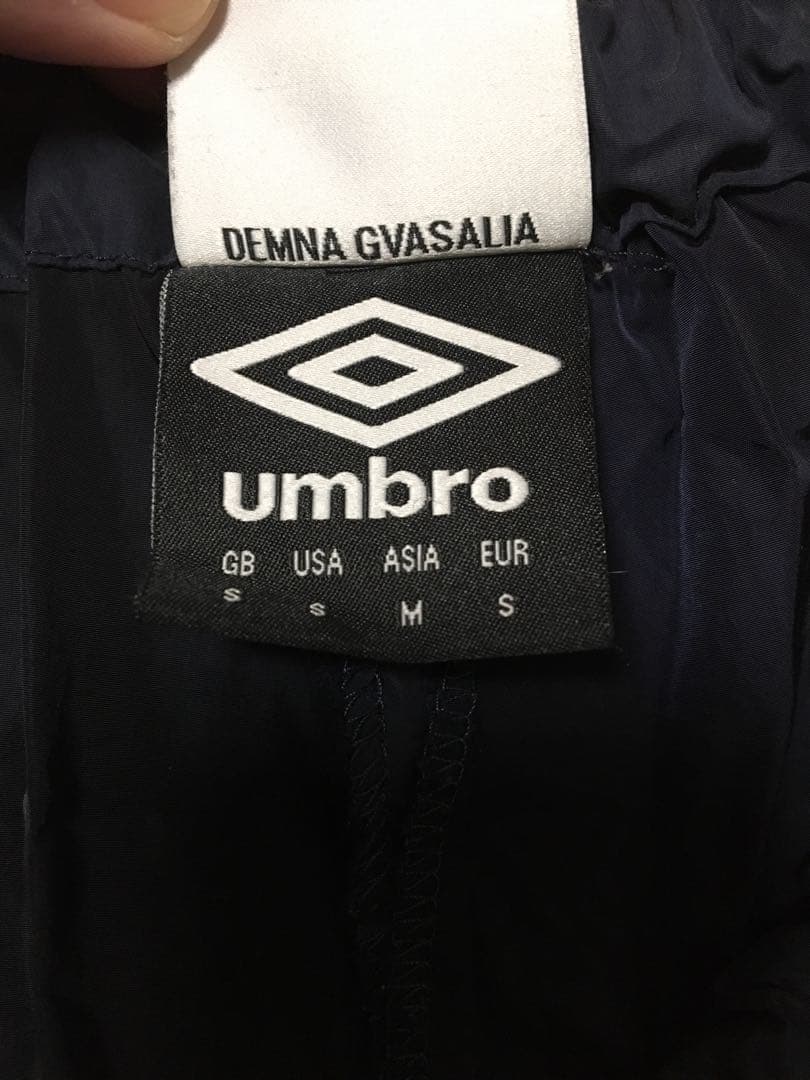 DEMNA GVASALIA
umbro
GB USA ASIA EUR
S S M S